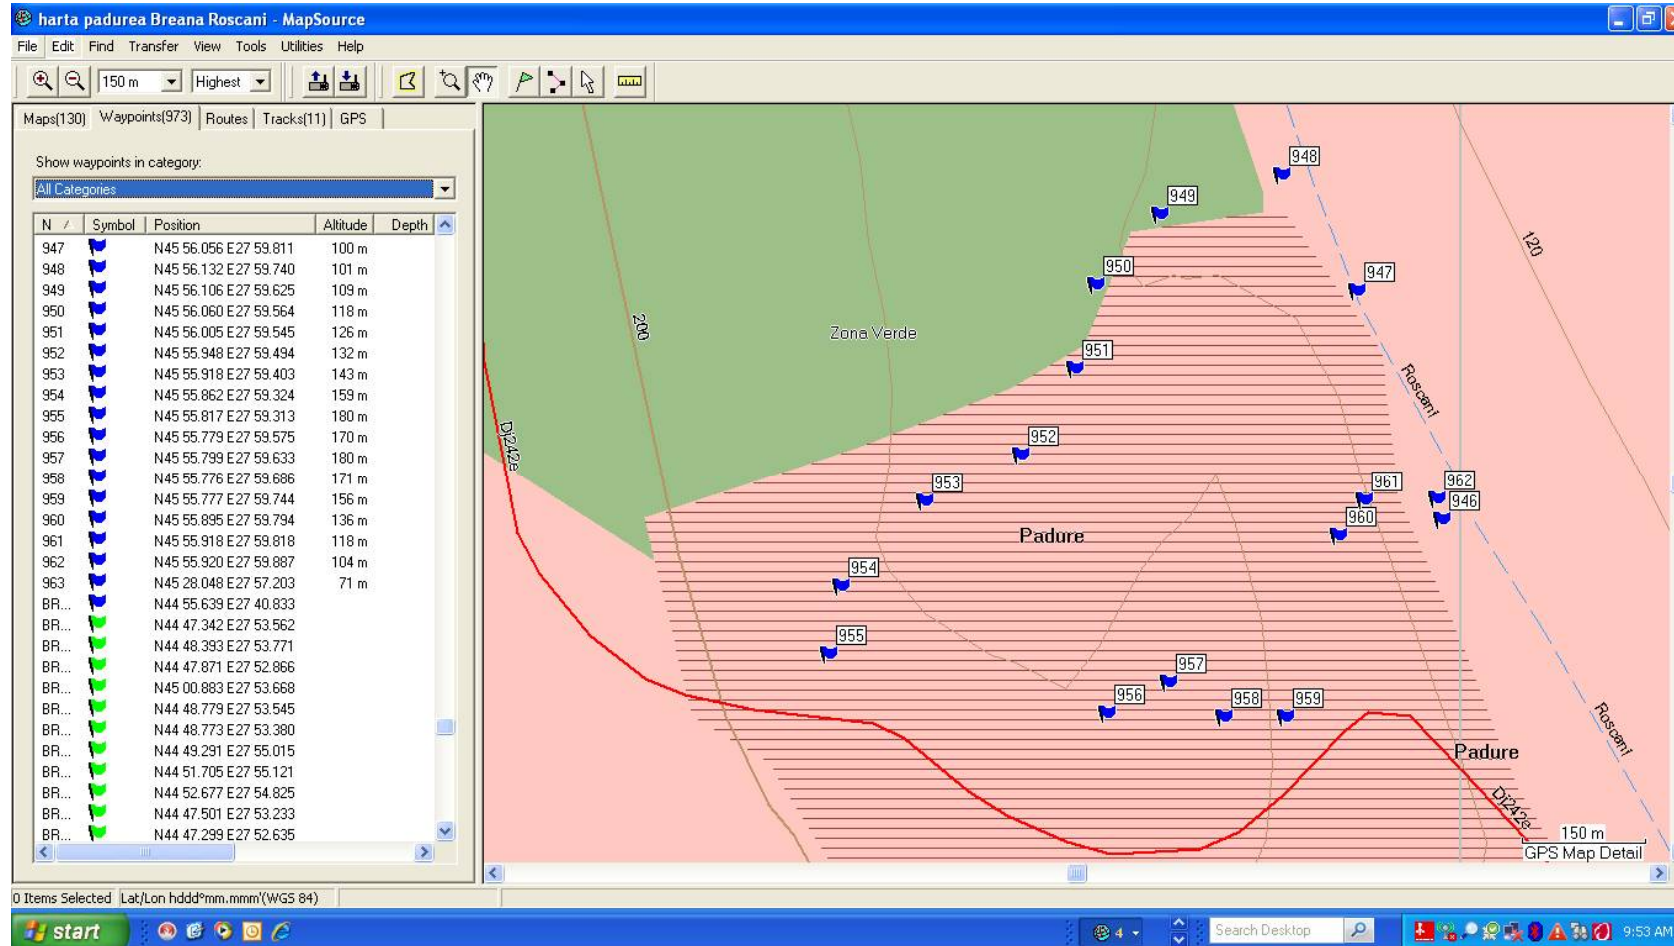 harta padurea Breana Roscani - MapSource
File Edit Find Transfer View Tools Utilities Help
150 m Highest
Maps(130) Waypoints(973) Routes Tracks(11) GPS
Show waypoints in category:
All Categories
N Symbol Position Altitude Depth
947 N45 56.056 E27 59.811 100 m
948 N45 56.132 E27 59.740 101 m
949 N45 56.106 E27 59.625 109 m
950 N45 56.060 E27 59.564 118 m
951 N45 56.005 E27 59.545 126 m
952 N45 55.948 E27 59.494 132 m
953 N45 55.918 E27 59.403 143 m
954 N45 55.862 E27 59.324 159 m
955 N45 55.817 E27 59.313 180 m
956 N45 55.779 E27 59.575 170 m
957 N45 55.799 E27 59.633 180 m
958 N45 55.776 E27 59.686 171 m
959 N45 55.777 E27 59.744 156 m
960 N45 55.895 E27 59.794 136 m
961 N45 55.918 E27 59.818 118 m
962 N45 55.920 E27 59.887 104 m
963 N45 28.048 E27 57.203 71 m
BR... N44 55.639 E27 40.833
BR... N44 47.342 E27 53.562
BR... N44 48.393 E27 53.771
BR... N44 47.871 E27 52.866
BR... N45 00.883 E27 53.668
BR... N44 48.779 E27 53.545
BR... N44 48.773 E27 53.380
BR... N44 49.291 E27 55.015
BR... N44 51.705 E27 55.121
BR... N44 52.677 E27 54.825
BR... N44 47.501 E27 53.233
BR... N44 47.299 E27 52.635
948
949
120
950
947
200
Zona Verde
951
Roscani
Dj242e
952
953
961
962
946
960
Padure
954
955
957
956
958
959
Roscani
Padure
Dj242e
150 m
GPS Map Detail
0 Items Selected Lat/Lon hddd°mm.mmm'(WGS 84)
start 4 Search Desktop 9:53 AM